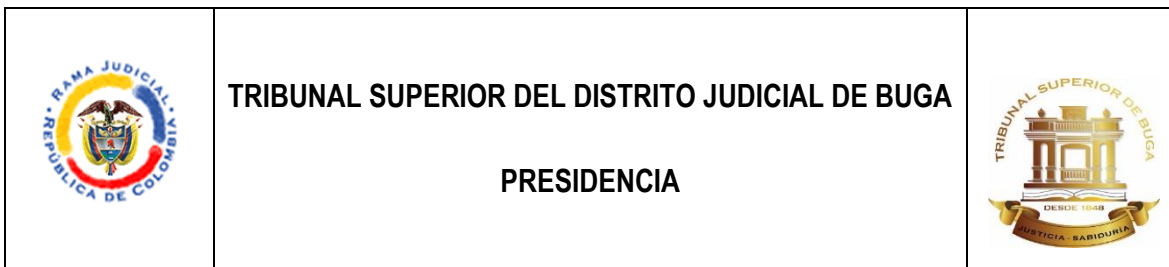 RAMA JUDICIAL
REPÚBLICA DE COLOMBIA
TRIBUNAL SUPERIOR DEL DISTRITO JUDICIAL DE BUGA
PRESIDENCIA
TRIBUNAL SUPERIOR DE BUGA
DESDE 1848
JUSTICIA - SABIDURÍA